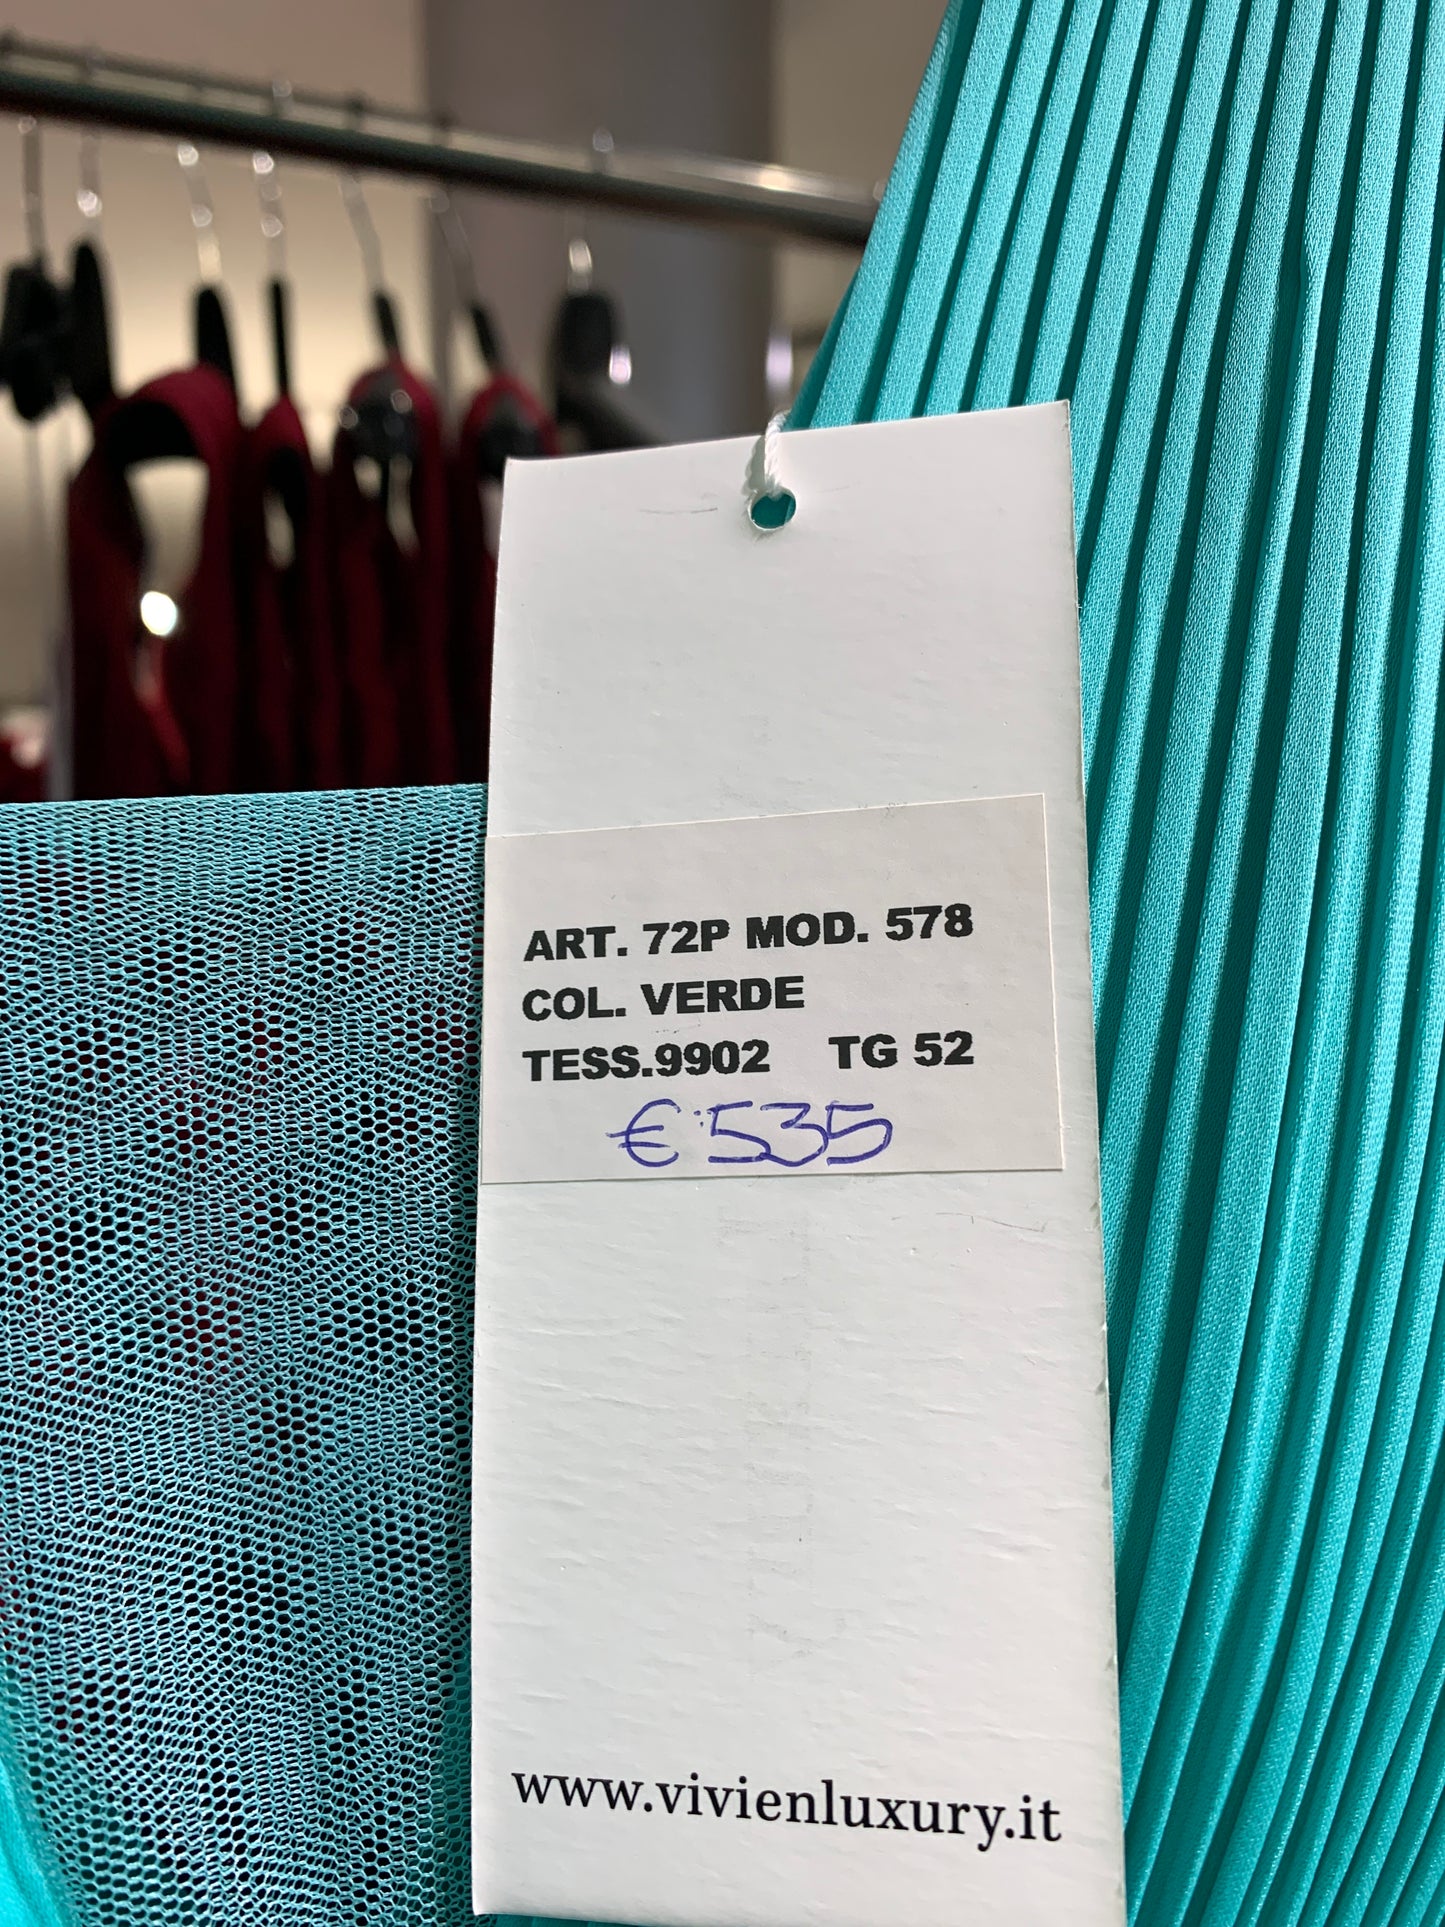 ART. 72P MOD. 578
COL. VERDE
TESS.9902 TG 52
€ 535
www.vivienluxury.it